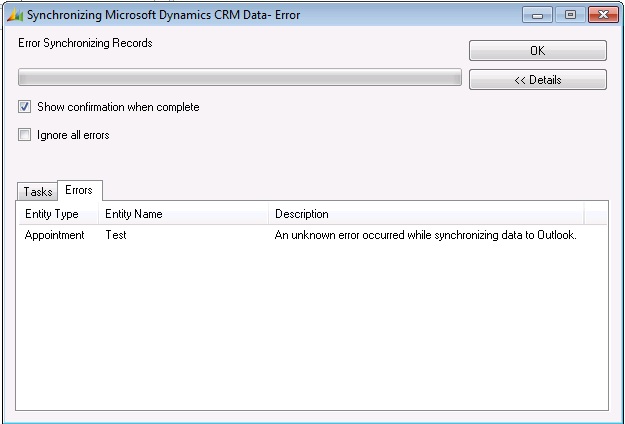 Synchronizing Microsoft Dynamics CRM Data- Error
Error Synchronizing Records
OK
<< Details
Show confirmation when complete
Ignore all errors
Tasks Errors
Entity Type Entity Name Description
Appointment Test An unknown error occurred while synchronizing data to Outlook.